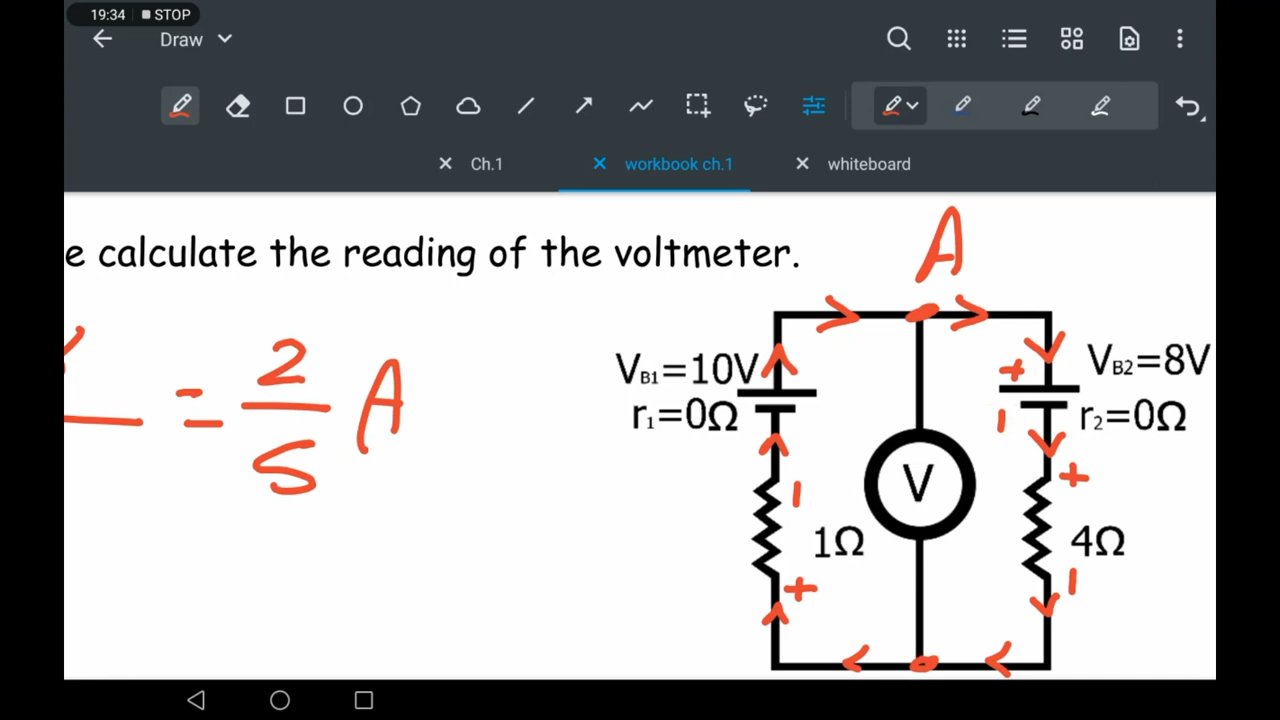 19:34 STOP
Draw
Ch.1
workbook ch.1
whiteboard
e calculate the reading of the voltmeter.
A
= 2/5 A
VB1=10V
r1=0Ω
VB2=8V
r2=0Ω
+
-
+
-
V
1Ω
4Ω
-
+